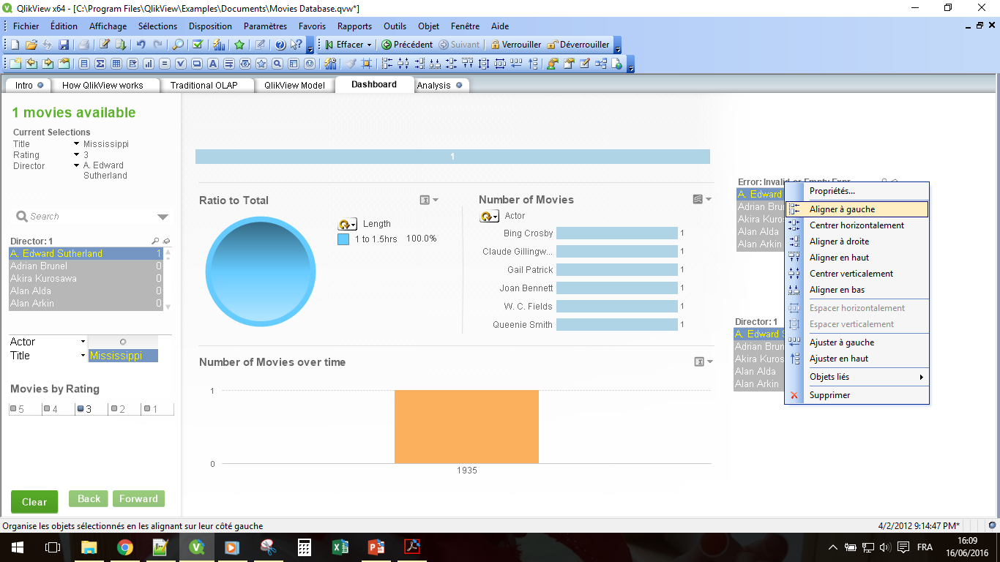 QlikView x64 - [C:\Program Files\QlikView\Examples\Documents\Movies Database.qvw*]
Fichier Édition Affichage Sélections Disposition Paramètres Favoris Rapports Outils Objet Fenêtre Aide
Effacer Précédent Suivant Verrouiller Déverrouiller
Intro How QlikView works Traditional OLAP QlikView Model Dashboard Analysis
1 movies available
Current Selections
Title Mississippi
Rating 3
Director A. Edward
Sutherland
Search
Director: 1
A. Edward Sutherland 1
Adrian Brunel 0
Akira Kurosawa 0
Alan Alda 0
Alan Arkin 0
Actor
Title Mississippi
Movies by Rating
5 4 3 2 1
Clear Back Forward
1
Ratio to Total
Length
1 to 1.5hrs 100.0%
Number of Movies
Actor
Bing Crosby 1
Claude Gillingw... 1
Gail Patrick 1
Joan Bennett 1
W. C. Fields 1
Queenie Smith 1
Number of Movies over time
1
0
1935
Error: Invalid or Empty Expr
A. Edward
Adrian Bru
Akira Kuro
Alan Alda
Alan Arkin
Director: 1
A. Edward S
Adrian Brun
Akira Kuros
Alan Alda
Alan Arkin
Propriétés...
Aligner à gauche
Centrer horizontalement
Aligner à droite
Aligner en haut
Centrer verticalement
Aligner en bas
Espacer horizontalement
Espacer verticalement
Ajuster à gauche
Ajuster en haut
Objets liés
Supprimer
Organise les objets sélectionnés en les alignant sur leur côté gauche 4/2/2012 9:14:47 PM*
FRA
16:09
16/06/2016